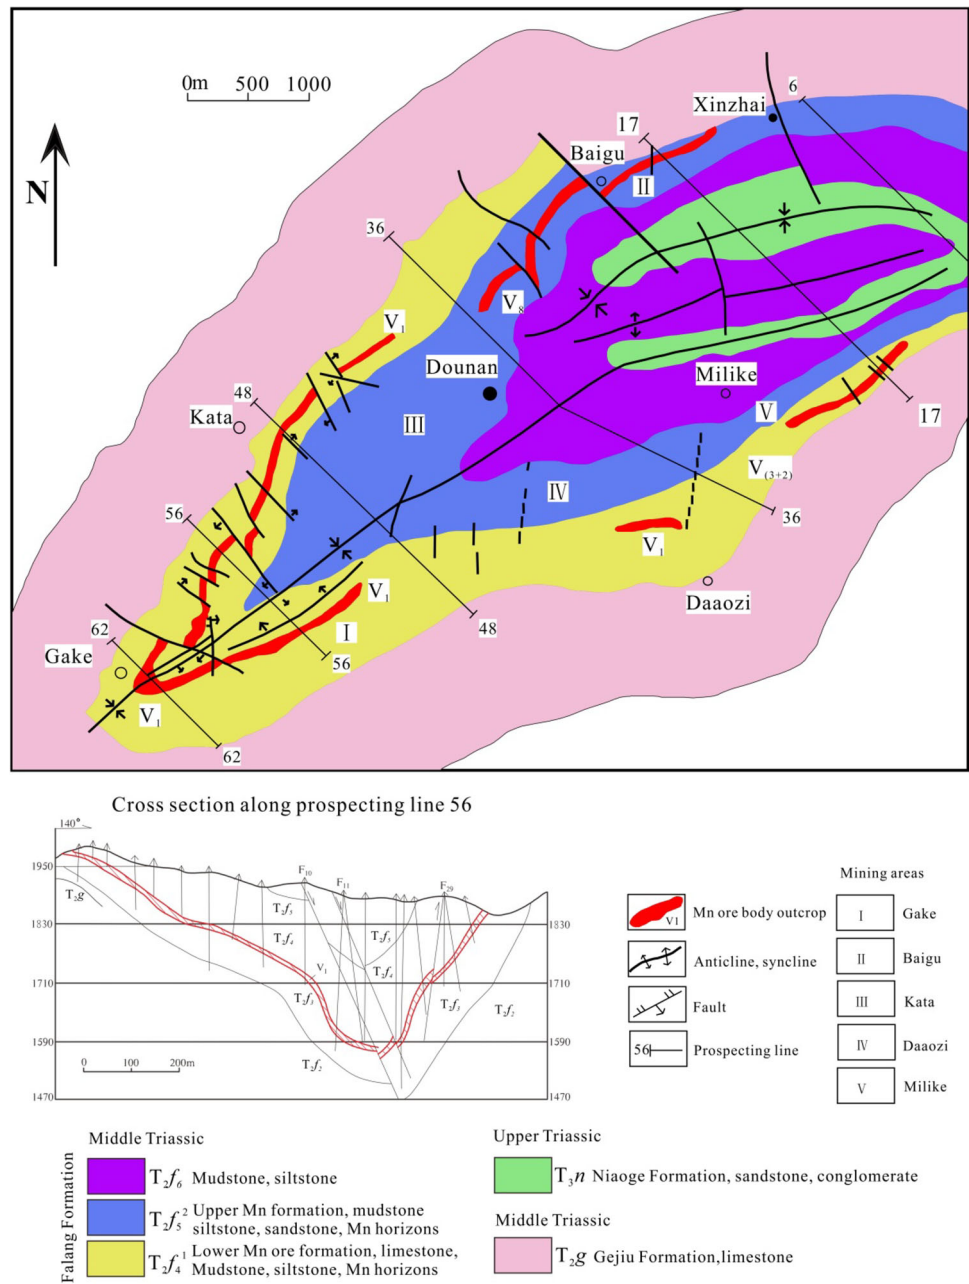 0m 500 1000
6
Xinzhai
17
Baigu
II
N
36
V8
V1
Dounan
Milike
48
Kata
III
V
17
V(3+2)
IV
56
36
V1
V1
Daaozi
I
48
62
56
Gake
V1
62
Cross section along prospecting line 56
140°
1950
T2g
F10
F11
F29
T2f5
1830
T2f4
T2f5
1830
T2f4
V1
1710
T2f3
T2f3
T2f2
1710
1590
1590
T2f2
0 100 200m
1470
1470
V1 Mn ore body outcrop
Anticline, syncline
Fault
56 Prospecting line
Mining areas
I Gake
II Baigu
III Kata
IV Daaozi
V Milike
Falang Formation
Middle Triassic
T2f6 Mudstone, siltstone
T2f5² Upper Mn formation, mudstone
siltstone, sandstone, Mn horizons
T2f4¹ Lower Mn ore formation, limestone,
Mudstone, siltstone, Mn horizons
Upper Triassic
T3n Niaoge Formation, sandstone, conglomerate
Middle Triassic
T2g Gejiu Formation,limestone